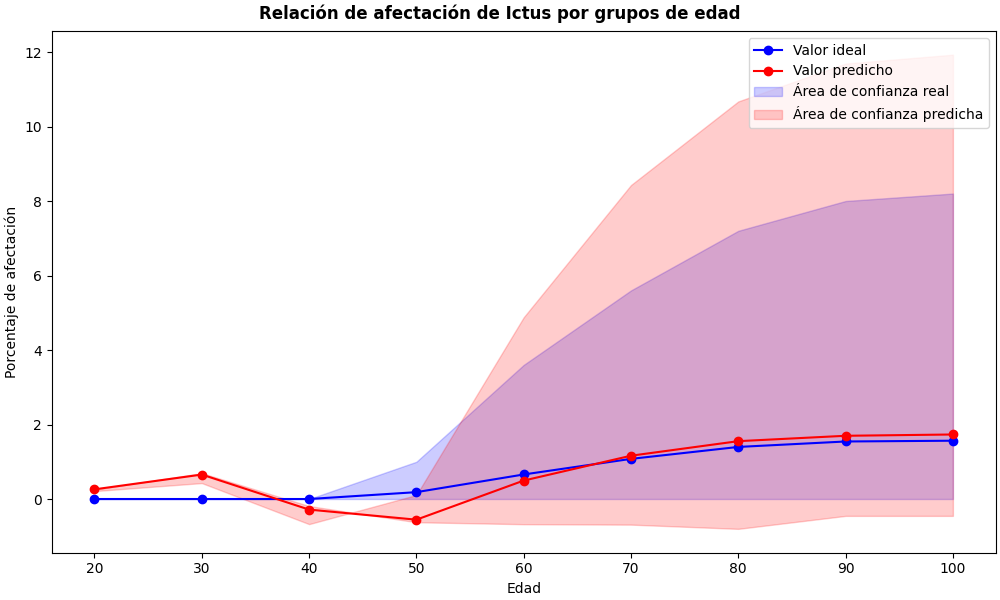 Relación de afectación de Ictus por grupos de edad
Valor ideal
Valor predicho
Área de confianza real
Área de confianza predicha
Porcentaje de afectación
12
10
8
6
4
2
0
20 30 40 50 60 70 80 90 100
Edad